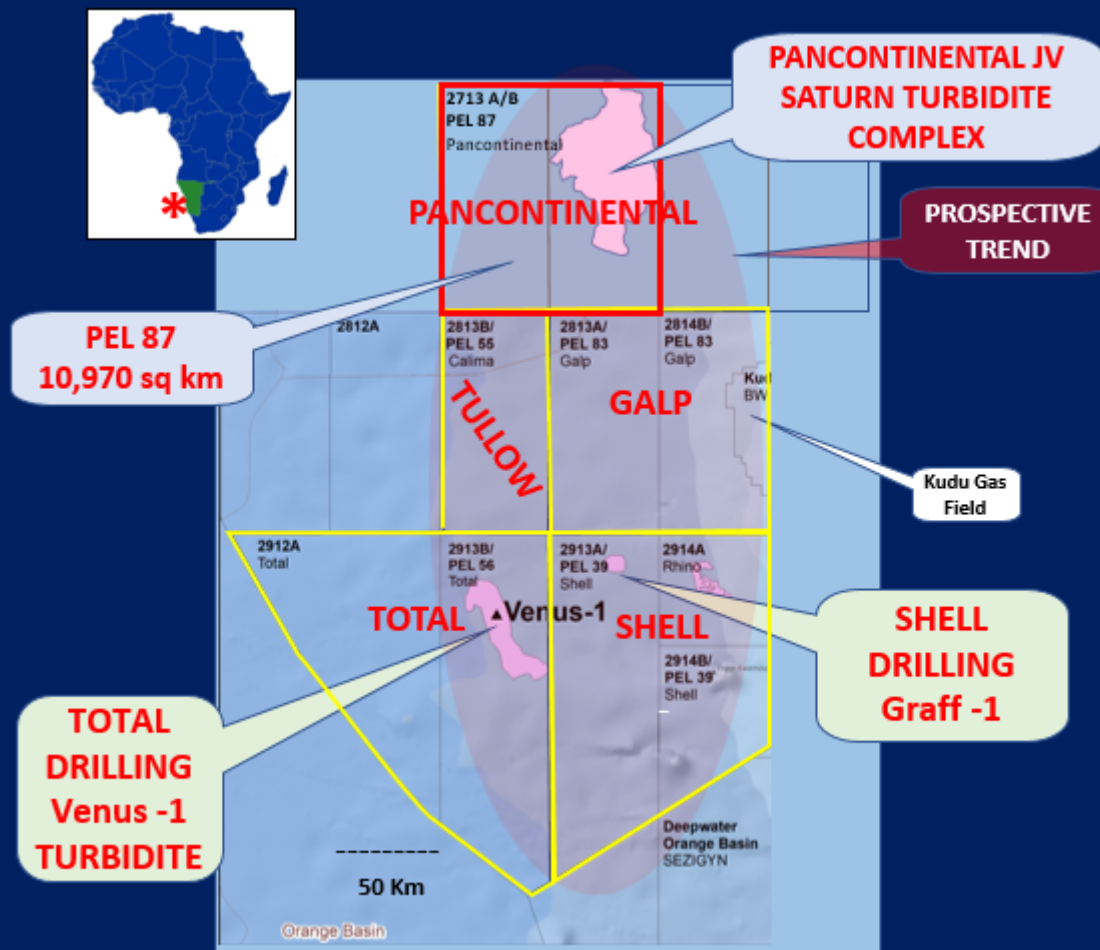 PANCONTINENTAL JV
SATURN TURBIDITE
COMPLEX
2713 A/B
PEL 87
Pancontinental
PANCONTINENTAL
PROSPECTIVE
TREND
*
PEL 87
10,970 sq km
2812A
2813B/
PEL 55
Calima
2813A/
PEL 83
Galp
2814B/
PEL 83
Galp
Kud
BW
TULLOW
GALP
Kudu Gas
Field
2912A
Total
2913B/
PEL 56
Total
2913A/
PEL 39
Shell
2914A
Rhino
TOTAL
▲Venus-1
SHELL
2914B/
PEL 39
Shell
SHELL
DRILLING
Graff -1
TOTAL
DRILLING
Venus -1
TURBIDITE
Deepwater
Orange Basin
SEZIGYN
50 Km
Orange Basin